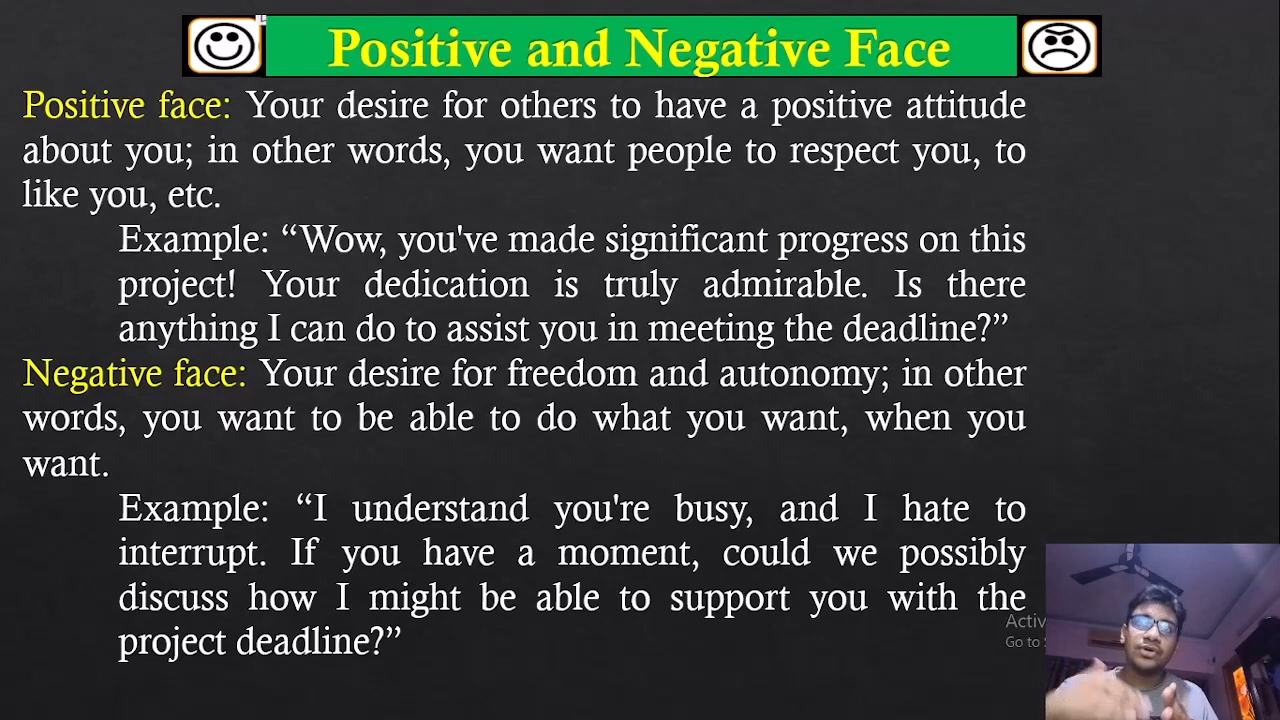 Positive and Negative Face
Positive face: Your desire for others to have a positive attitude
about you; in other words, you want people to respect you, to
like you, etc.
Example: “Wow, you've made significant progress on this
project! Your dedication is truly admirable. Is there
anything I can do to assist you in meeting the deadline?”
Negative face: Your desire for freedom and autonomy; in other
words, you want to be able to do what you want, when you
want.
Example: “I understand you're busy, and I hate to
interrupt. If you have a moment, could we possibly
discuss how I might be able to support you with the
project deadline?”
Activ
Go to